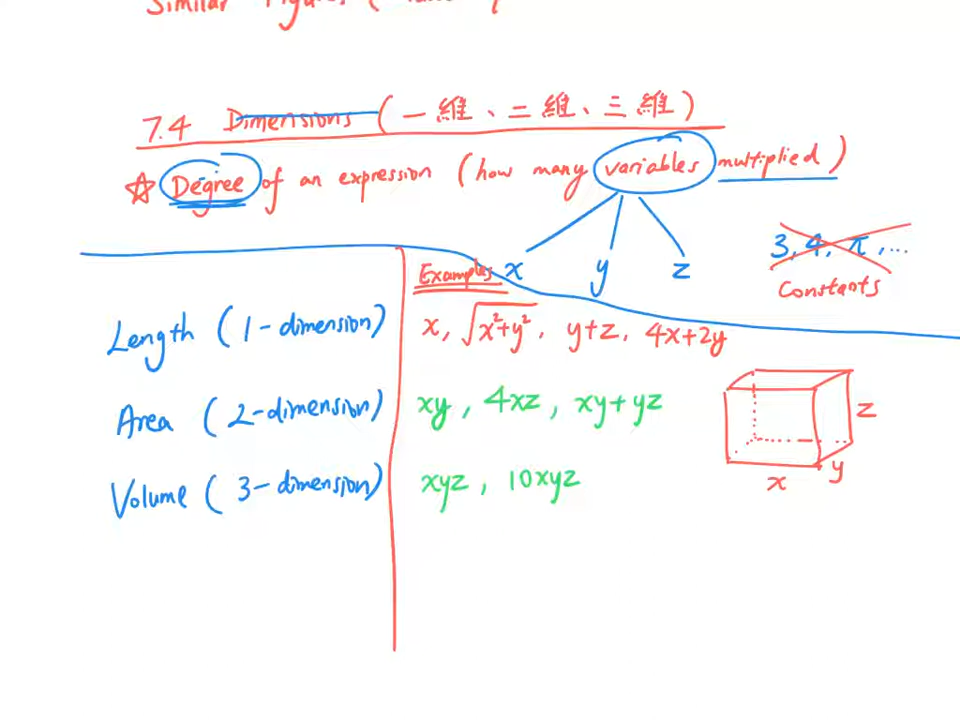 Similar Figures (
7.4 Dimensions (一維、二維、三維)
☆ Degree of an expression (how many variables multiplied)
3, 4, π, ...
Examples x y z
Constants
Length (1-dimension) x, √x²+y², y+z, 4x+2y
Area (2-dimension) xy, 4xz, xy+yz
z
y
Volume (3-dimension) xyz, 10xyz
x